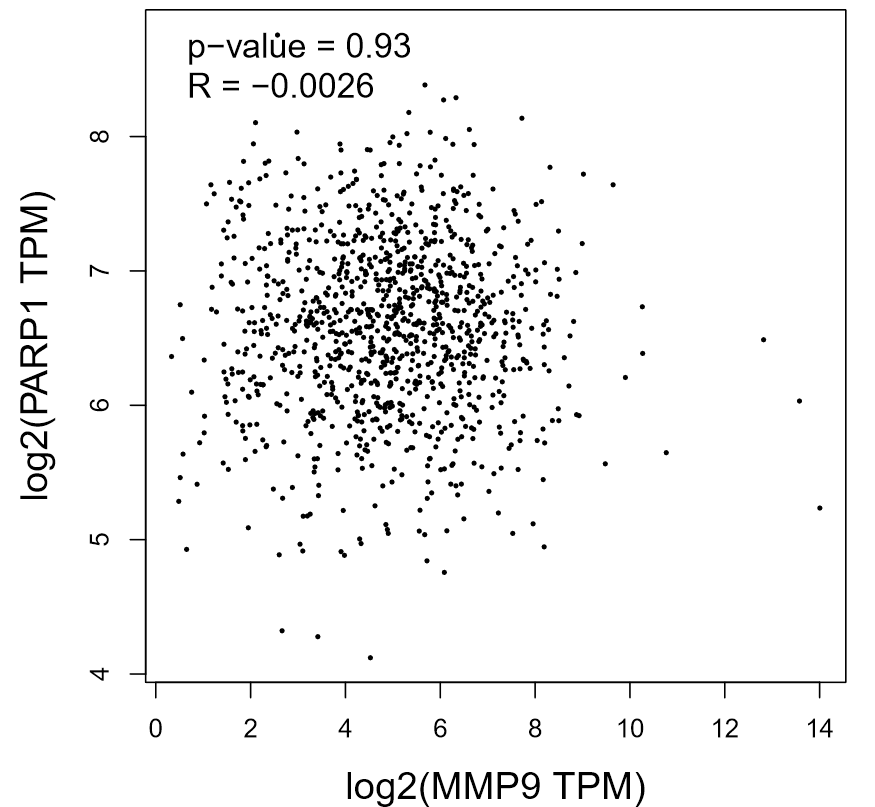 p−value = 0.93
R = −0.0026
log2(PARP1 TPM)
8
7
6
5
4
0 2 4 6 8 10 12 14
log2(MMP9 TPM)